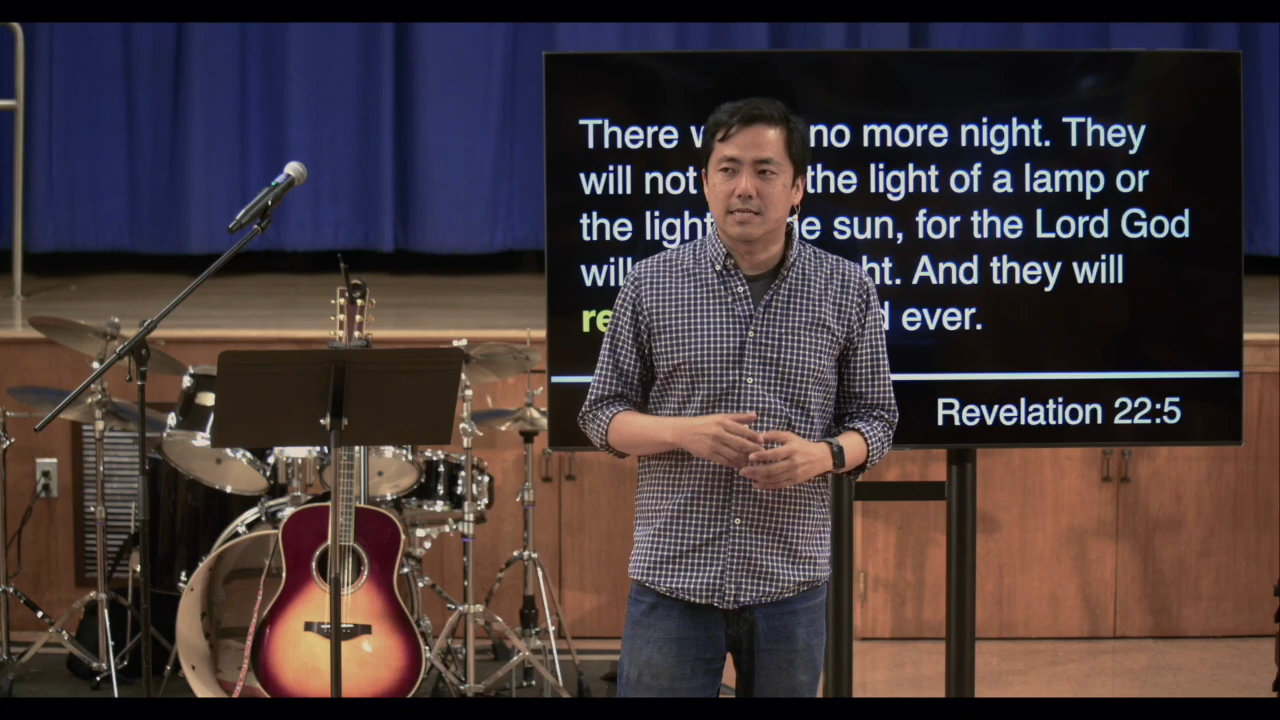 There w no more night. They
will not the light of a lamp or
the light e sun, for the Lord God
will ht. And they will
re d ever.
Revelation 22:5